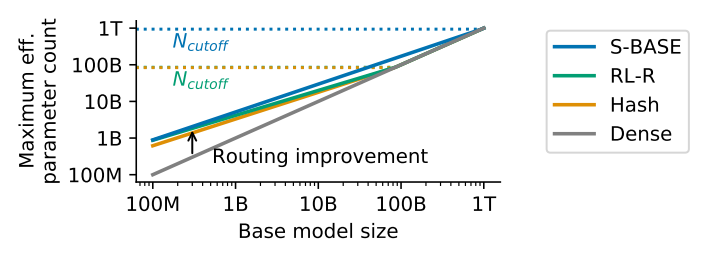 Maximum eff.
parameter count
1T
100B
10B
1B
100M
N_cutoff
N_cutoff
Routing improvement
100M
1B
10B
100B
1T
Base model size
S-BASE
RL-R
Hash
Dense